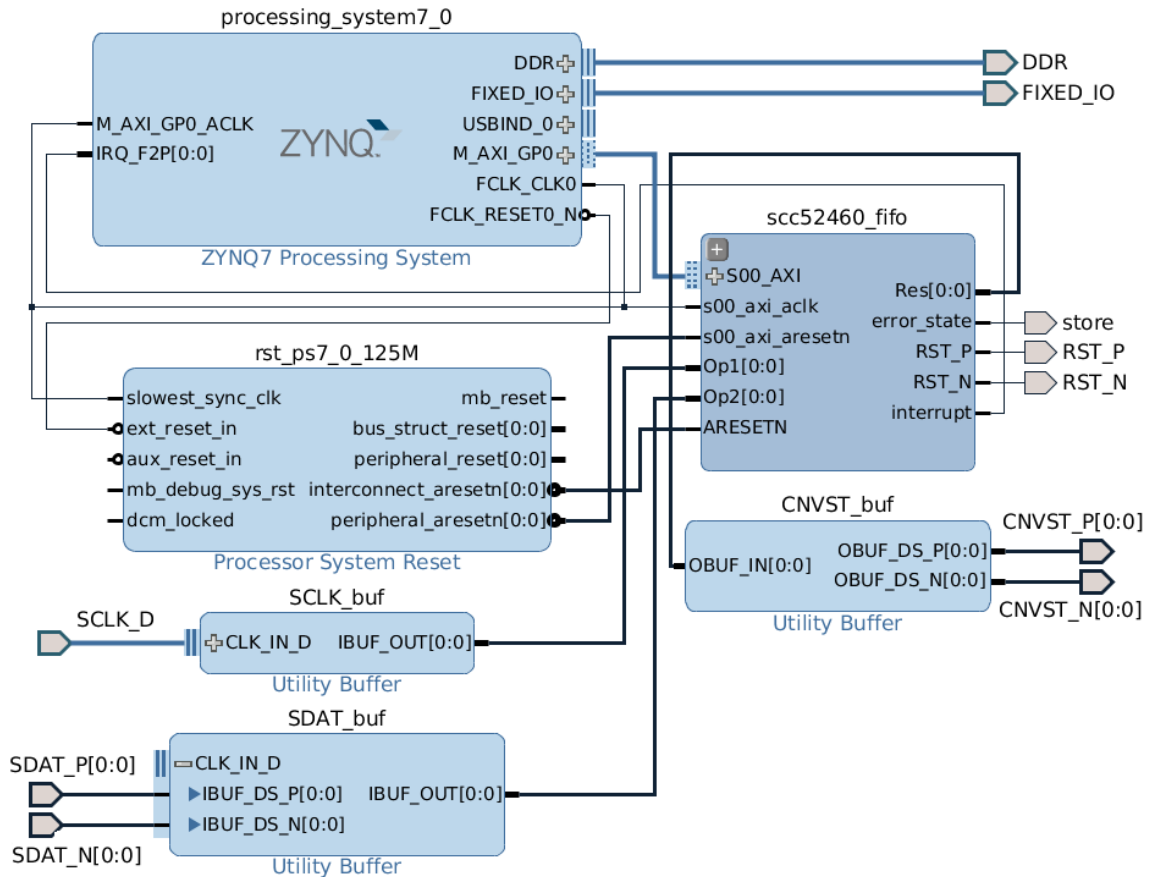 processing_system7_0
DDR
FIXED_IO
USBIND_0
M_AXI_GP0_ACLK
IRQ_F2P[0:0]
ZYNQ
M_AXI_GP0
FCLK_CLK0
FCLK_RESET0_N
ZYNQ7 Processing System
DDR
FIXED_IO
scc52460_fifo
S00_AXI
s00_axi_aclk
s00_axi_aresetn
Op1[0:0]
Op2[0:0]
ARESETN
Res[0:0]
error_state
RST_P
RST_N
interrupt
store
RST_P
RST_N
rst_ps7_0_125M
slowest_sync_clk
ext_reset_in
aux_reset_in
mb_debug_sys_rst
dcm_locked
mb_reset
bus_struct_reset[0:0]
peripheral_reset[0:0]
interconnect_aresetn[0:0]
peripheral_aresetn[0:0]
Processor System Reset
CNVST_buf
OBUF_IN[0:0]
OBUF_DS_P[0:0]
OBUF_DS_N[0:0]
Utility Buffer
CNVST_P[0:0]
CNVST_N[0:0]
SCLK_buf
SCLK_D
CLK_IN_D
IBUF_OUT[0:0]
Utility Buffer
SDAT_buf
SDAT_P[0:0]
SDAT_N[0:0]
CLK_IN_D
IBUF_DS_P[0:0]
IBUF_DS_N[0:0]
IBUF_OUT[0:0]
Utility Buffer